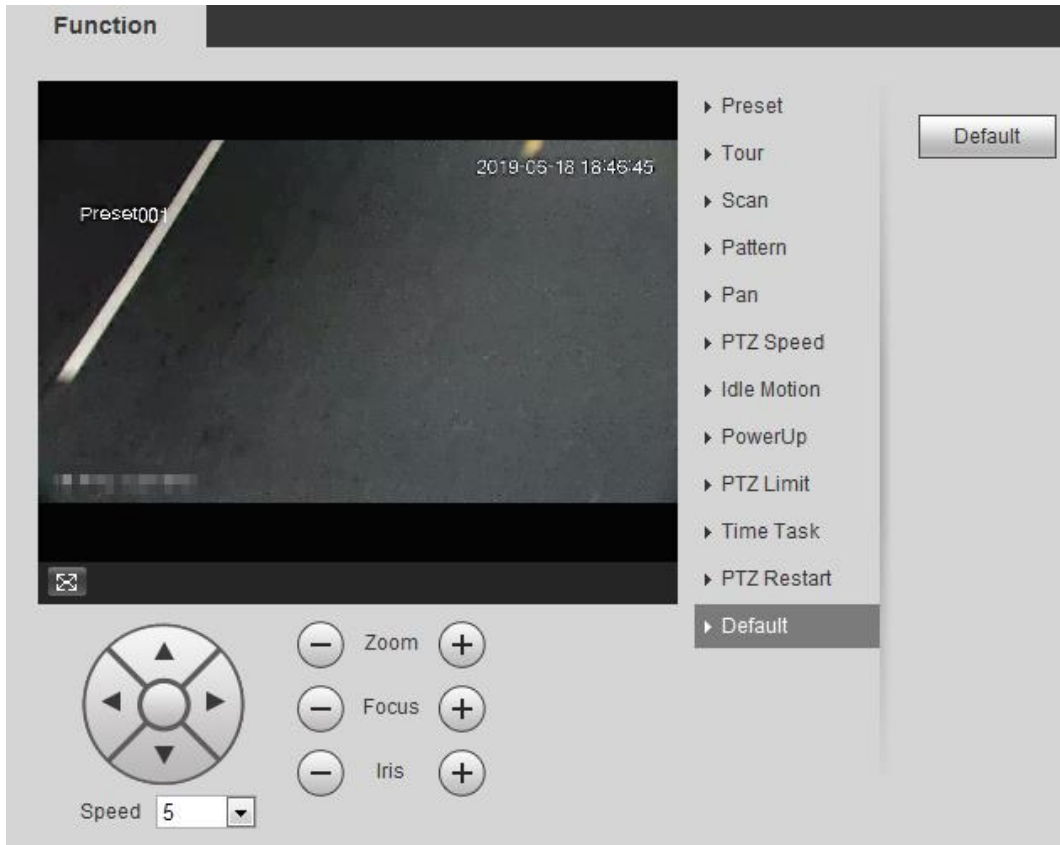 Function
2019-06-18 18:46:45
Preset001
Preset
Tour
Scan
Pattern
Pan
PTZ Speed
Idle Motion
PowerUp
PTZ Limit
Time Task
PTZ Restart
Default
Default
Zoom
Focus
Iris
Speed 5